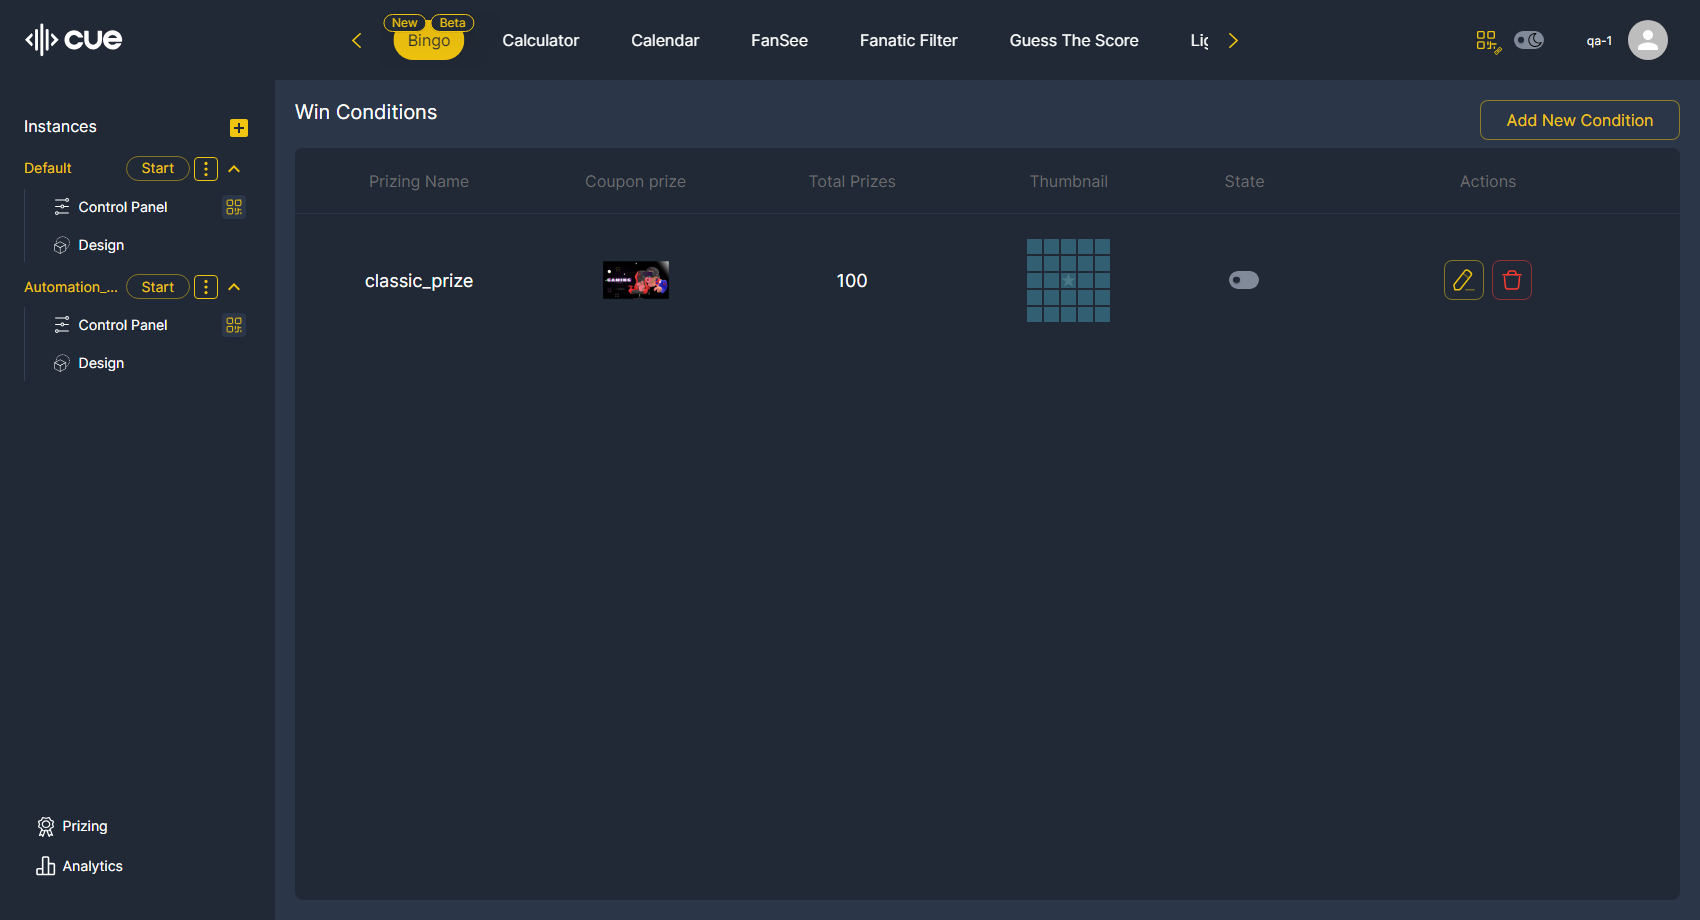 cue
New Beta
Bingo Calculator Calendar FanSee Fanatic Filter Guess The Score
qa-1
Instances
Default Start
Control Panel
Design
Automation_... Start
Control Panel
Design
Prizing
Analytics
Win Conditions
Add New Condition
Prizing Name Coupon prize Total Prizes Thumbnail State Actions
classic_prize GAMING 100